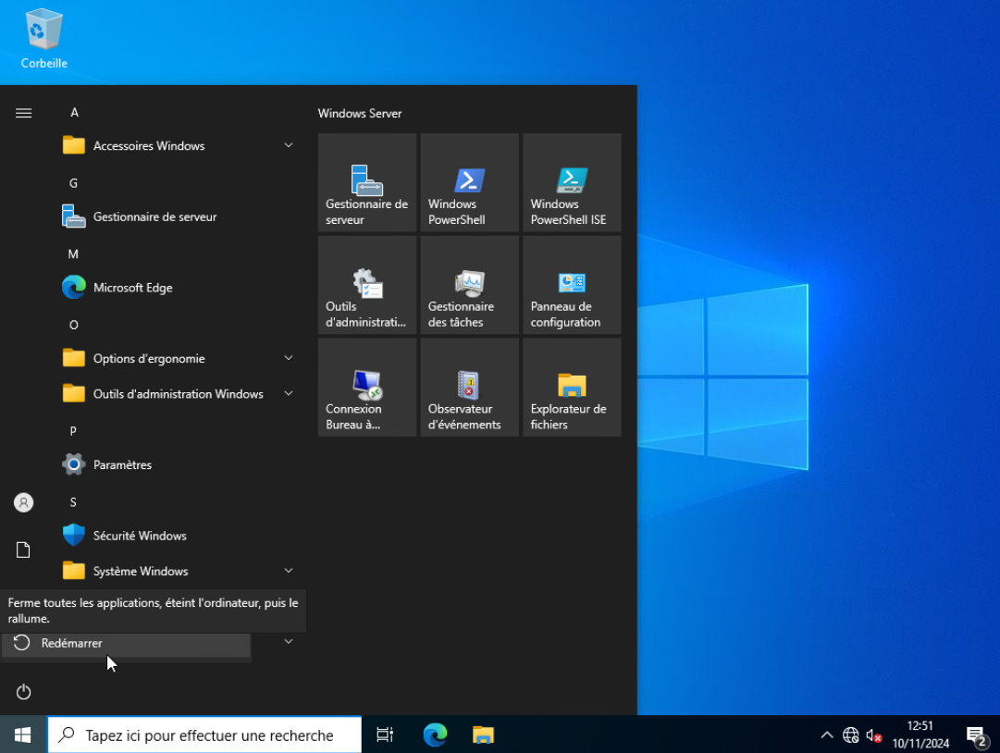 Corbeille
A
Accessoires Windows
G
Gestionnaire de serveur
M
Microsoft Edge
O
Options d'ergonomie
Outils d'administration Windows
P
Paramètres
S
Sécurité Windows
Système Windows
Ferme toutes les applications, éteint l'ordinateur, puis le
rallume.
Redémarrer
Windows Server
Gestionnaire de
serveur
Windows
PowerShell
Windows
PowerShell ISE
Outils
d'administrati...
Gestionnaire
des tâches
Panneau de
configuration
Connexion
Bureau à...
Observateur
d'événements
Explorateur de
fichiers
Tapez ici pour effectuer une recherche
12:51
10/11/2024
2